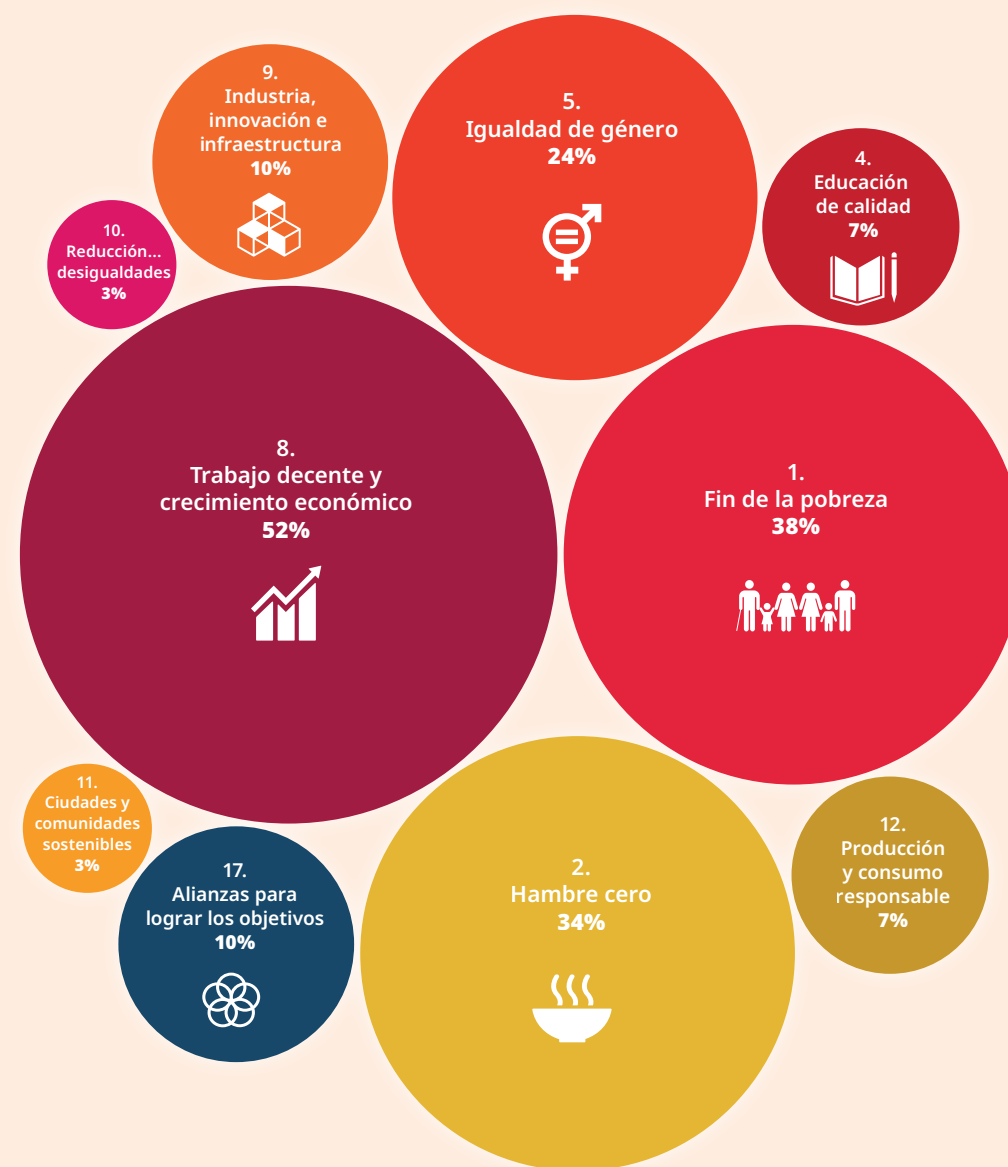 9.
Industria,
innovación e
infraestructura
10%
5.
Igualdad de género
24%
4.
Educación
de calidad
7%
10.
Reducción...
desigualdades
3%
8.
Trabajo decente y
crecimiento económico
52%
1.
Fin de la pobreza
38%
11.
Ciudades y
comunidades
sostenibles
3%
17.
Alianzas para
lograr los objetivos
10%
2.
Hambre cero
34%
12.
Producción
y consumo
responsable
7%